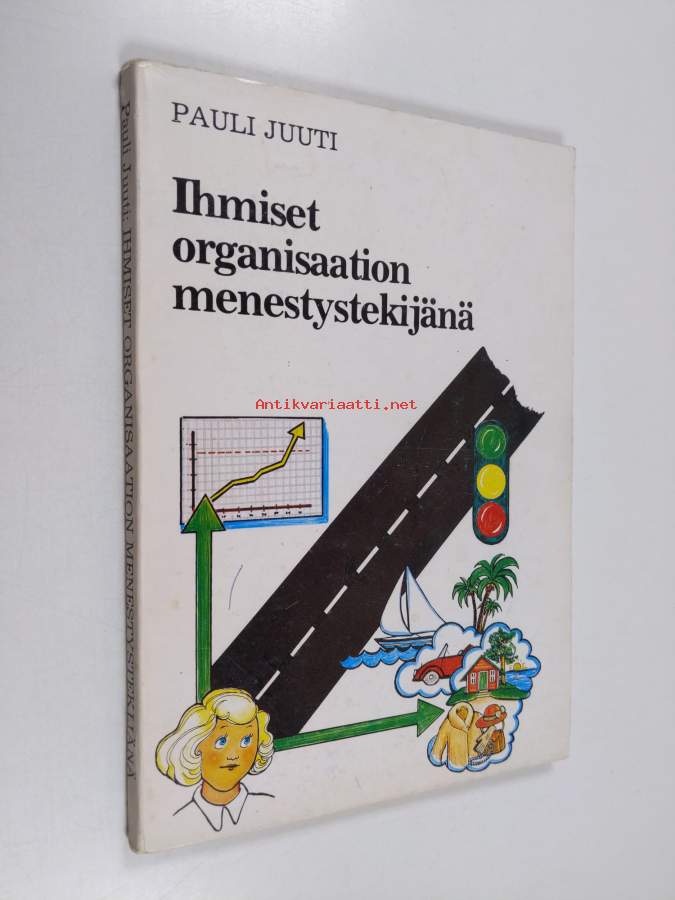 PAULI JUUTI
Ihmiset
organisaation
menestystekijänä
Antikvariaatti.net
Pauli Juuti: IHMISET ORGANISAATION MENESTYSTEKIJÄNÄ